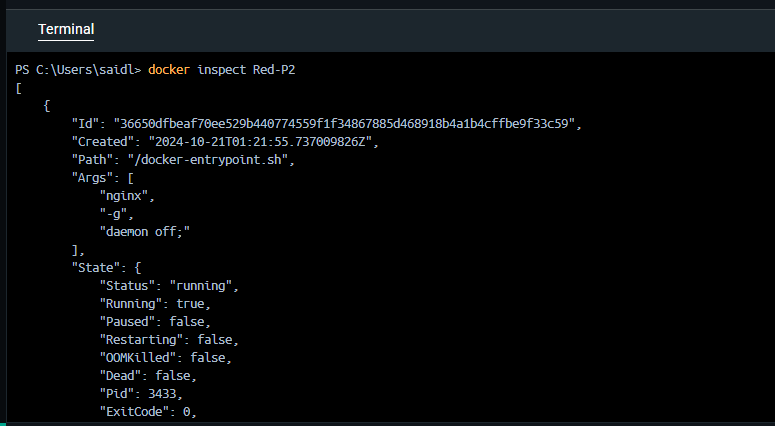 Terminal
PS C:\Users\saidl> docker inspect Red-P2
[
    {
        "Id": "36650dfbeaf70ee529b440774559f1f34867885d468918b4a1b4cffbe9f33c59",
        "Created": "2024-10-21T01:21:55.737009826Z",
        "Path": "/docker-entrypoint.sh",
        "Args": [
            "nginx",
            "-g",
            "daemon off;"
        ],
        "State": {
            "Status": "running",
            "Running": true,
            "Paused": false,
            "Restarting": false,
            "OOMKilled": false,
            "Dead": false,
            "Pid": 3433,
            "ExitCode": 0,